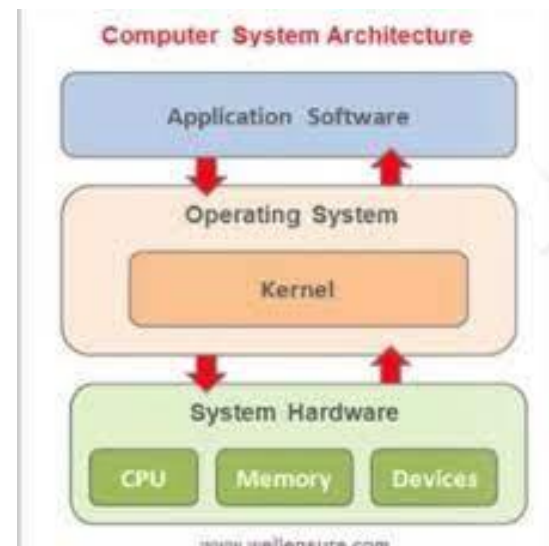 Computer System Architecture
Application Software
Operating System
Kernel
System Hardware
CPU Memory Devices